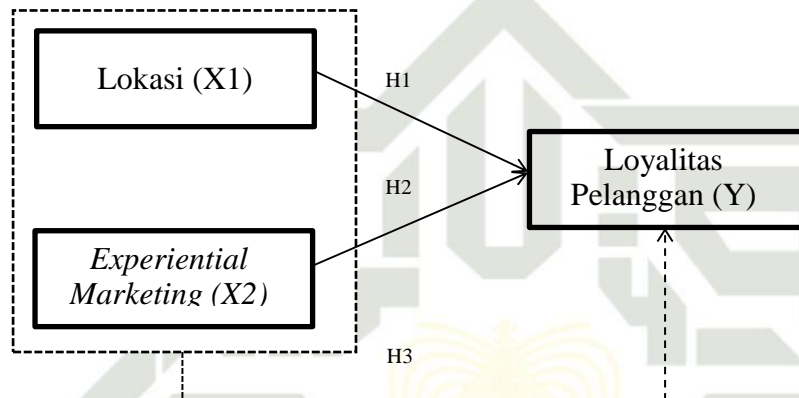 Lokasi (X1)
H1
Loyalitas
Pelanggan (Y)
H2
Experiential
Marketing (X2)
H3